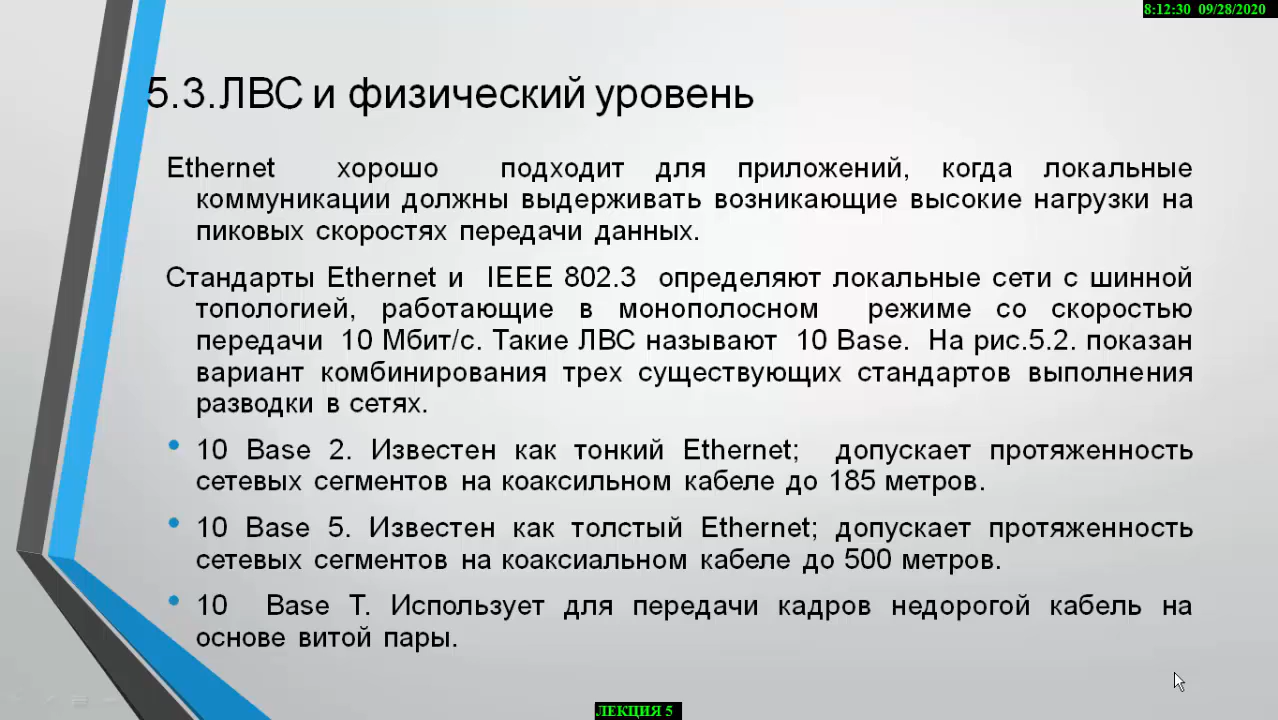 8:12:30 09/28/2020
5.3.ЛВС и физический уровень
Ethernet хорошо подходит для приложений, когда локальные
коммуникации должны выдерживать возникающие высокие нагрузки на
пиковых скоростях передачи данных.
Стандарты Ethernet и IEEE 802.3 определяют локальные сети с шинной
топологией, работающие в монополосном режиме со скоростью
передачи 10 Мбит/с. Такие ЛВС называют 10 Base. На рис.5.2. показан
вариант комбинирования трех существующих стандартов выполнения
разводки в сетях.
• 10 Base 2. Известен как тонкий Ethernet; допускает протяженность
сетевых сегментов на коаксильном кабеле до 185 метров.
• 10 Base 5. Известен как толстый Ethernet; допускает протяженность
сетевых сегментов на коаксиальном кабеле до 500 метров.
• 10 Base T. Использует для передачи кадров недорогой кабель на
основе витой пары.
ЛЕКЦИЯ 5